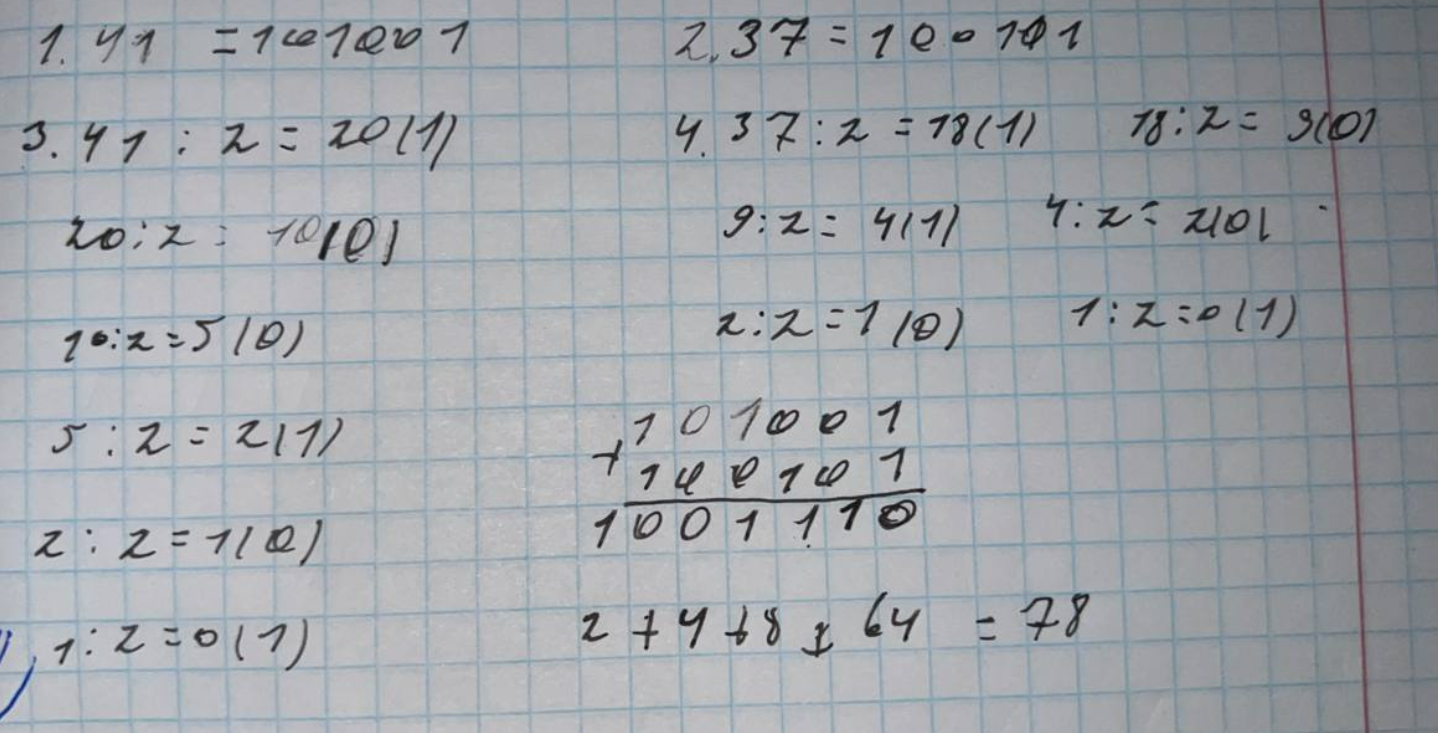 1. 41 = 101001 2. 37 = 100101
3. 41 : 2 = 20(1) 4. 37 : 2 = 18(1) 18 : 2 = 9(0)
20 : 2 = 10(0) 9 : 2 = 4(1) 4 : 2 = 2(0)
10 : 2 = 5(0) 2 : 2 = 1(0) 1 : 2 = 0(1)
5 : 2 = 2(1)
2 : 2 = 1(0)
1 : 2 = 0(1)
101001
+
100101
1001110
2 + 4 + 8 + 64 = 78